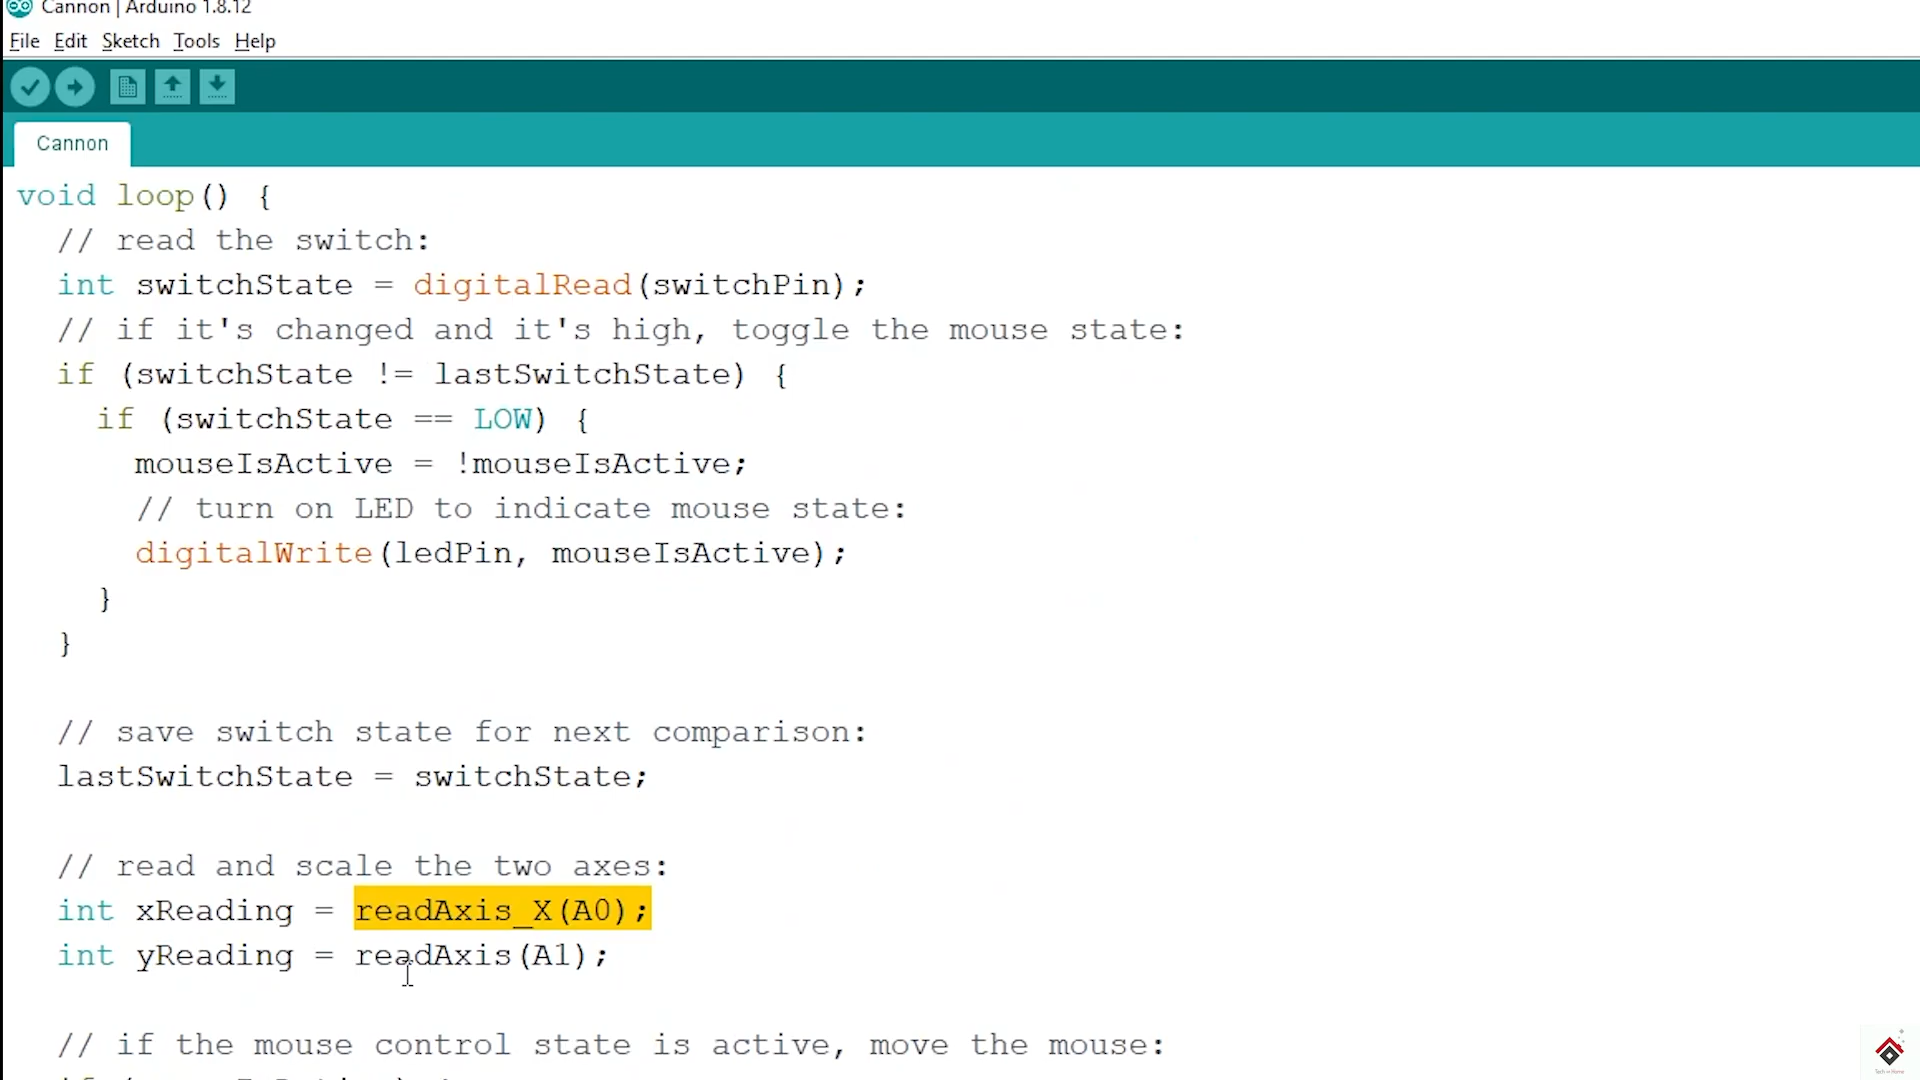 Cannon | Arduino 1.8.12
File Edit Sketch Tools Help
Cannon
void loop() {
  // read the switch:
  int switchState = digitalRead(switchPin);
  // if it's changed and it's high, toggle the mouse state:
  if (switchState != lastSwitchState) {
    if (switchState == LOW) {
      mouseIsActive = !mouseIsActive;
      // turn on LED to indicate mouse state:
      digitalWrite(ledPin, mouseIsActive);
    }
  }
  // save switch state for next comparison:
  lastSwitchState = switchState;
  // read and scale the two axes:
  int xReading = readAxis_X(A0);
  int yReading = readAxis(A1);
  // if the mouse control state is active, move the mouse:
Tech at Home